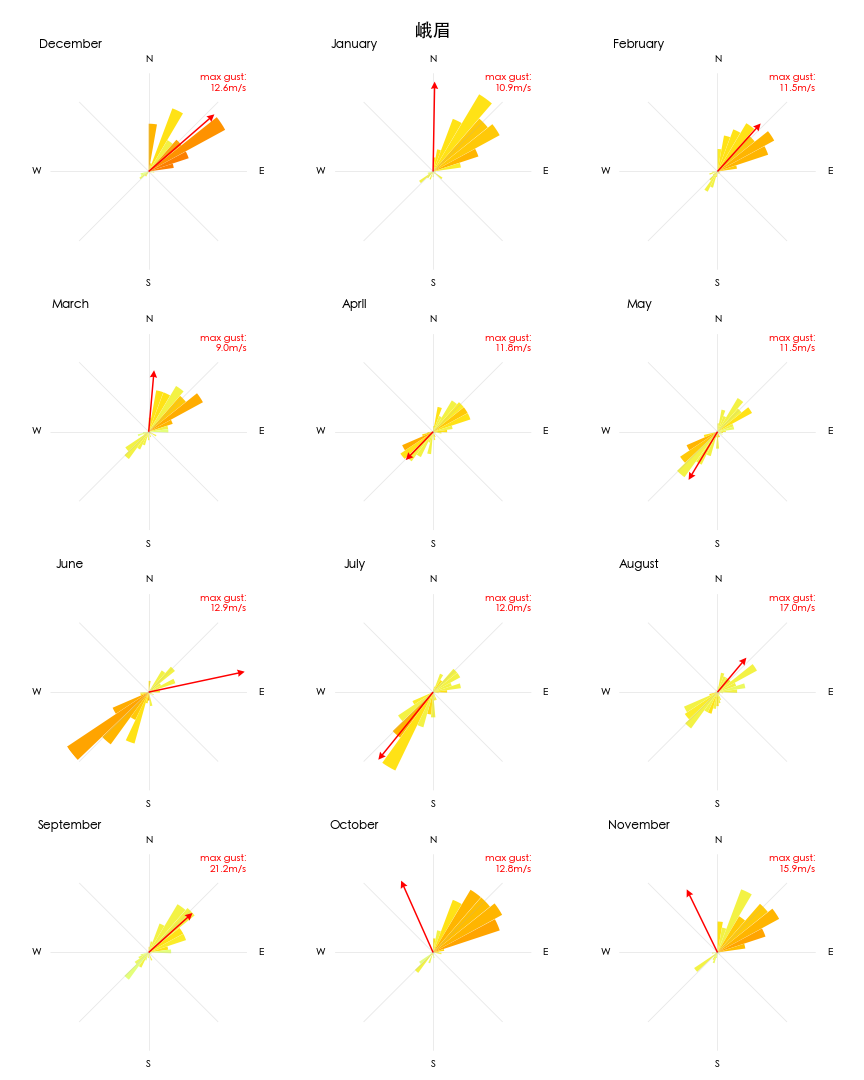 峨眉
December
N
max gust:
12.6m/s
W
E
S
January
N
max gust:
10.9m/s
W
E
S
February
N
max gust:
11.5m/s
W
E
S
March
N
max gust:
9.0m/s
W
E
S
April
N
max gust:
11.8m/s
W
E
S
May
N
max gust:
11.5m/s
W
E
S
June
N
max gust:
12.9m/s
W
E
S
July
N
max gust:
12.0m/s
W
E
S
August
N
max gust:
17.0m/s
W
E
S
September
N
max gust:
21.2m/s
W
E
S
October
N
max gust:
12.8m/s
W
E
S
November
N
max gust:
15.9m/s
W
E
S